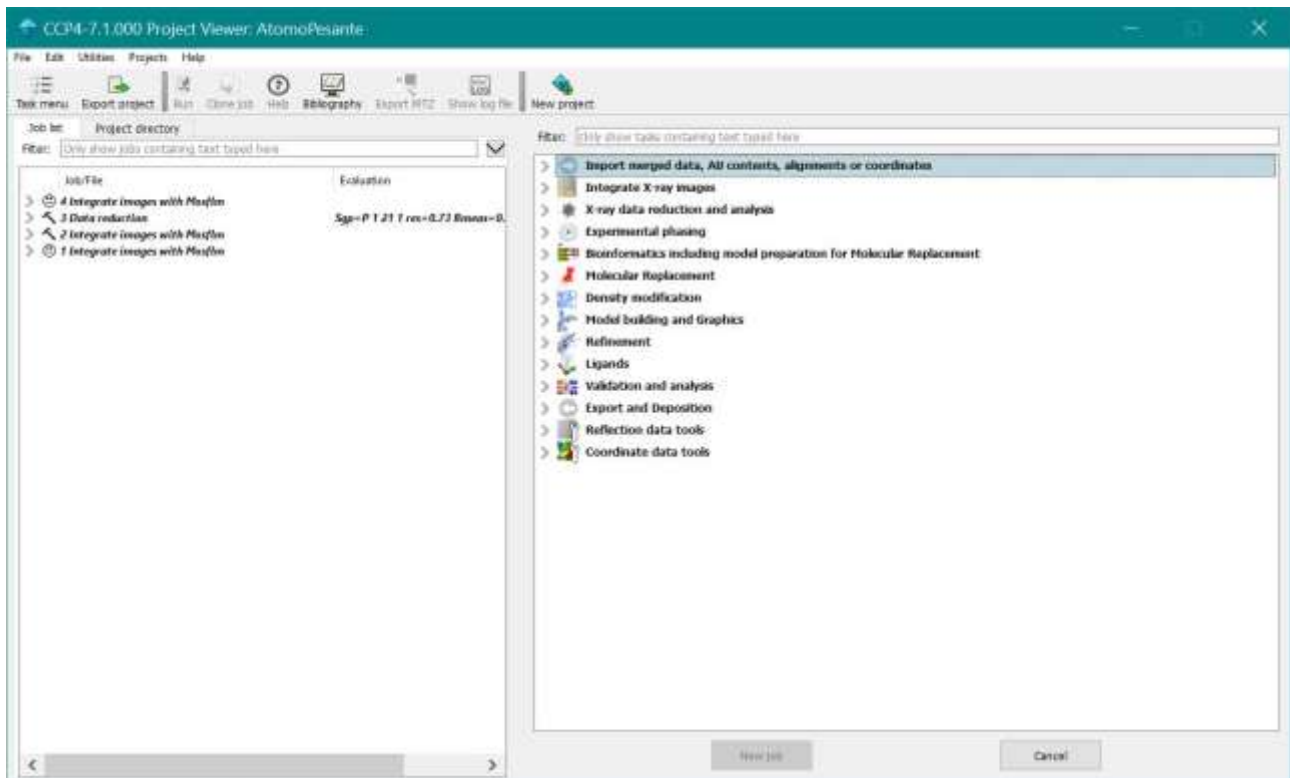 CCP4-7.1.000 Project Viewer: AtomoPesante
File Edit Utilities Projects Help
Task menu Export project Run Clone job Help Bibliography Export MTZ Show log file New project
Job list Project directory
Filter: Only show jobs containing text typed here
Job/File Evaluation
4 Integrate images with Mosflm
3 Data reduction Sgp=P 1 21 1 res=0.73 Rmeas=0.
2 Integrate images with Mosflm
1 Integrate images with Mosflm
Filter: Only show tasks containing text typed here
Import merged data, AU contents, alignments or coordinates
Integrate X-ray images
X-ray data reduction and analysis
Experimental phasing
Bioinformatics including model preparation for Molecular Replacement
Molecular Replacement
Density modification
Model building and Graphics
Refinement
Ligands
Validation and analysis
Export and Deposition
Reflection data tools
Coordinate data tools
New job Cancel